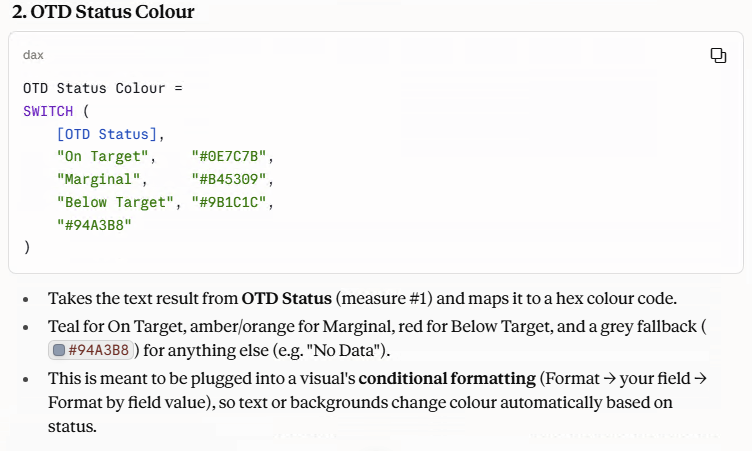 2. OTD Status Colour
dax
OTD Status Colour =
SWITCH (
    [OTD Status],
    "On Target",    "#0E7C7B",
    "Marginal",     "#B45309",
    "Below Target", "#9B1C1C",
    "#94A3B8"
)
• Takes the text result from OTD Status (measure #1) and maps it to a hex colour code.
• Teal for On Target, amber/orange for Marginal, red for Below Target, and a grey fallback (
#94A3B8) for anything else (e.g. "No Data").
• This is meant to be plugged into a visual's conditional formatting (Format → your field →
Format by field value), so text or backgrounds change colour automatically based on
status.